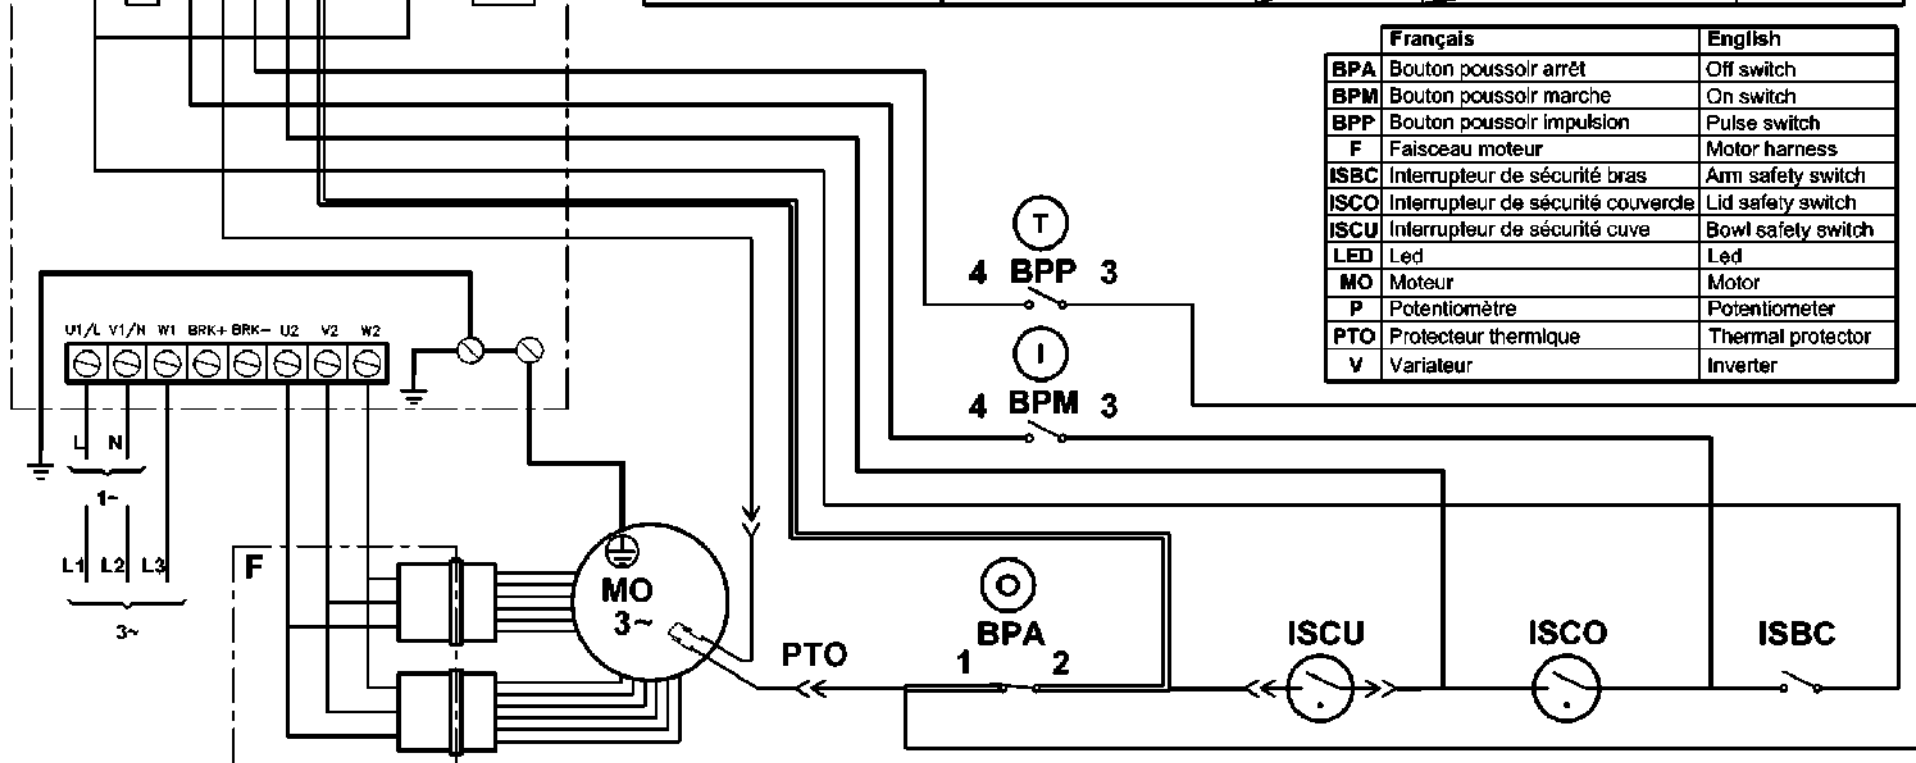 Français English
BPA Bouton poussoir arrêt Off switch
BPM Bouton poussoir marche On switch
BPP Bouton poussoir impulsion Pulse switch
F Faisceau moteur Motor harness
ISBC Interrupteur de sécurité bras Arm safety switch
ISCO Interrupteur de sécurité couvercle Lid safety switch
ISCU Interrupteur de sécurité cuve Bowl safety switch
LED Led Led
MO Moteur Motor
P Potentiomètre Potentiometer
PTO Protecteur thermique Thermal protector
V Variateur Inverter
T
4 BPP 3
I
4 BPM 3
U1/L V1/N W1 BRK+ BRK- U2 V2 W2
L N
1~
L1 L2 L3
3~
F
MO
3~
PTO
O
BPA
1 2
ISCU
ISCO
ISBC